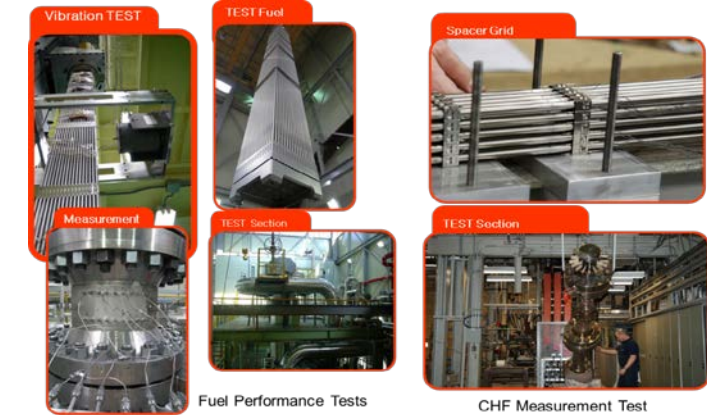 Vibration TEST
TEST Fuel
Spacer Grid
Measurement
TEST Section
TEST Section
Fuel Performance Tests
CHF Measurement Test